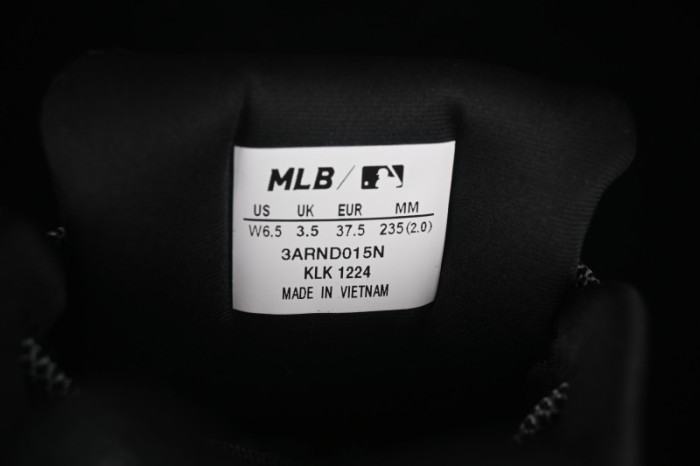 MLB /
US UK EUR MM
W6.5 3.5 37.5 235(2.0)
3ARND015N
KLK 1224
MADE IN VIETNAM